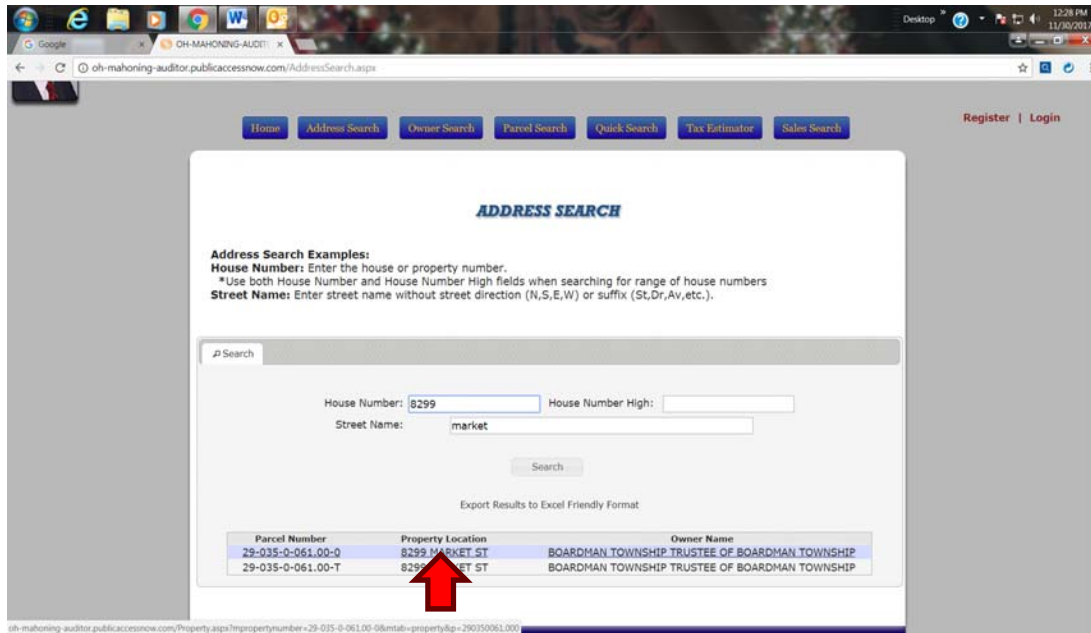 Desktop
12:28 PM
11/30/2017
Google
OH-MAHONING-AUDIT
oh-mahoning-auditor.publicaccessnow.com/AddressSearch.aspx
Home Address Search Owner Search Parcel Search Quick Search Tax Estimator Sales Search
Register | Login
ADDRESS SEARCH
Address Search Examples:
House Number: Enter the house or property number.
*Use both House Number and House Number High fields when searching for range of house numbers
Street Name: Enter street name without street direction (N,S,E,W) or suffix (St,Dr,Av,etc.).
Search
House Number: 8299 House Number High:
Street Name: market
Search
Export Results to Excel Friendly Format
Parcel Number Property Location Owner Name
29-035-0-061.00-0 8299 MARKET ST BOARDMAN TOWNSHIP TRUSTEE OF BOARDMAN TOWNSHIP
29-035-0-061.00-T 8299 MARKET ST BOARDMAN TOWNSHIP TRUSTEE OF BOARDMAN TOWNSHIP
oh-mahoning-auditor.publicaccessnow.com/Property.aspx?mpropertynumber=29-035-0-061.00-0&mtab=property&p=290350061.000